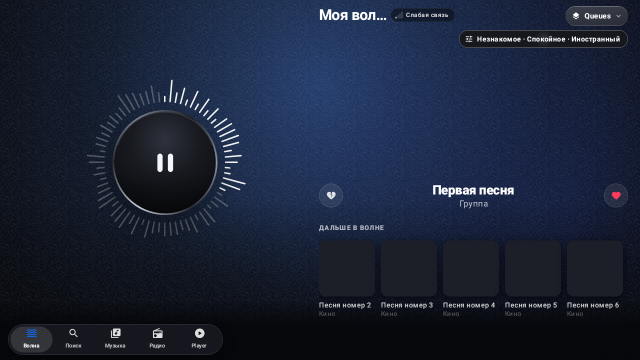 Моя вол...
Слабая связь
Queues
Незнакомое · Спокойное · Иностранный
Первая песня
Группа
ДАЛЬШЕ В ВОЛНЕ
Песня номер 2
Песня номер 3
Песня номер 4
Песня номер 5
Песня номер 6
Кино
Кино
Кино
Кино
Кино
Волна
Поиск
Музыка
Радио
Player